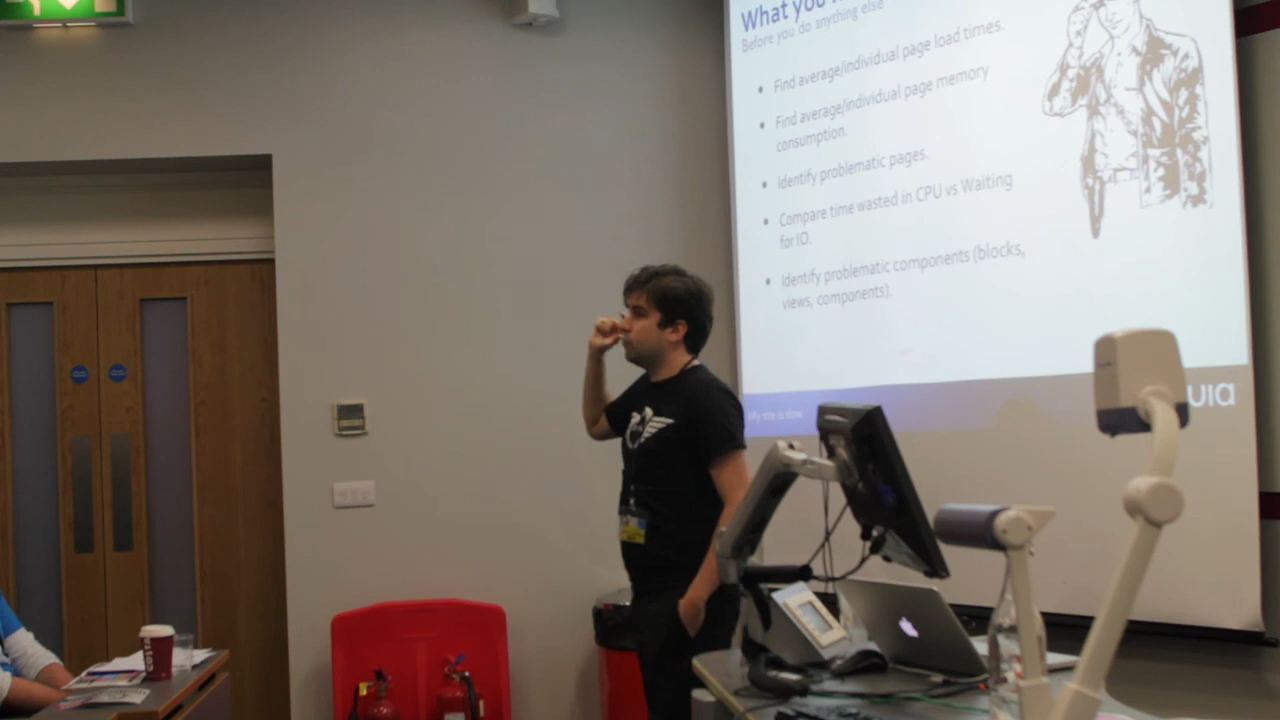 What you
Before you do anything else
Find average/individual page load times.
Find average/individual page memory
consumption.
Identify problematic pages.
Compare time wasted in CPU vs Waiting
for IO.
Identify problematic components (blocks,
views, components).
My site is slow
uia
COSTA